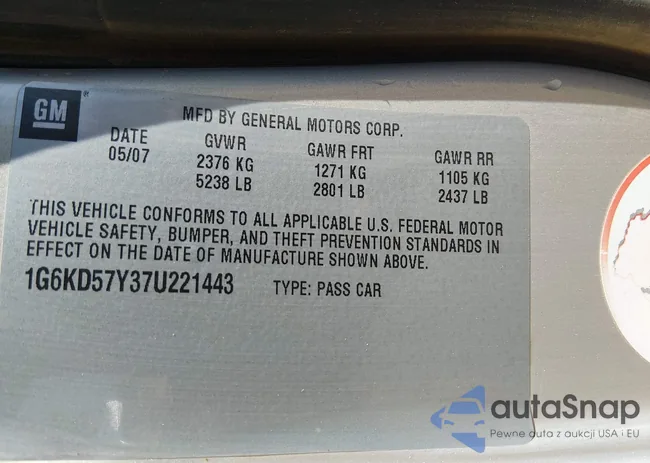 GM ®
MFD BY GENERAL MOTORS CORP.
DATE GVWR GAWR FRT GAWR RR
05/07 2376 KG 1271 KG 1105 KG
5238 LB 2801 LB 2437 LB
THIS VEHICLE CONFORMS TO ALL APPLICABLE U.S. FEDERAL MOTOR
VEHICLE SAFETY, BUMPER, AND THEFT PREVENTION STANDARDS IN
EFFECT ON THE DATE OF MANUFACTURE SHOWN ABOVE.
1G6KD57Y37U221443 TYPE: PASS CAR
autaSnap
Pewne auta z aukcji USA i EU